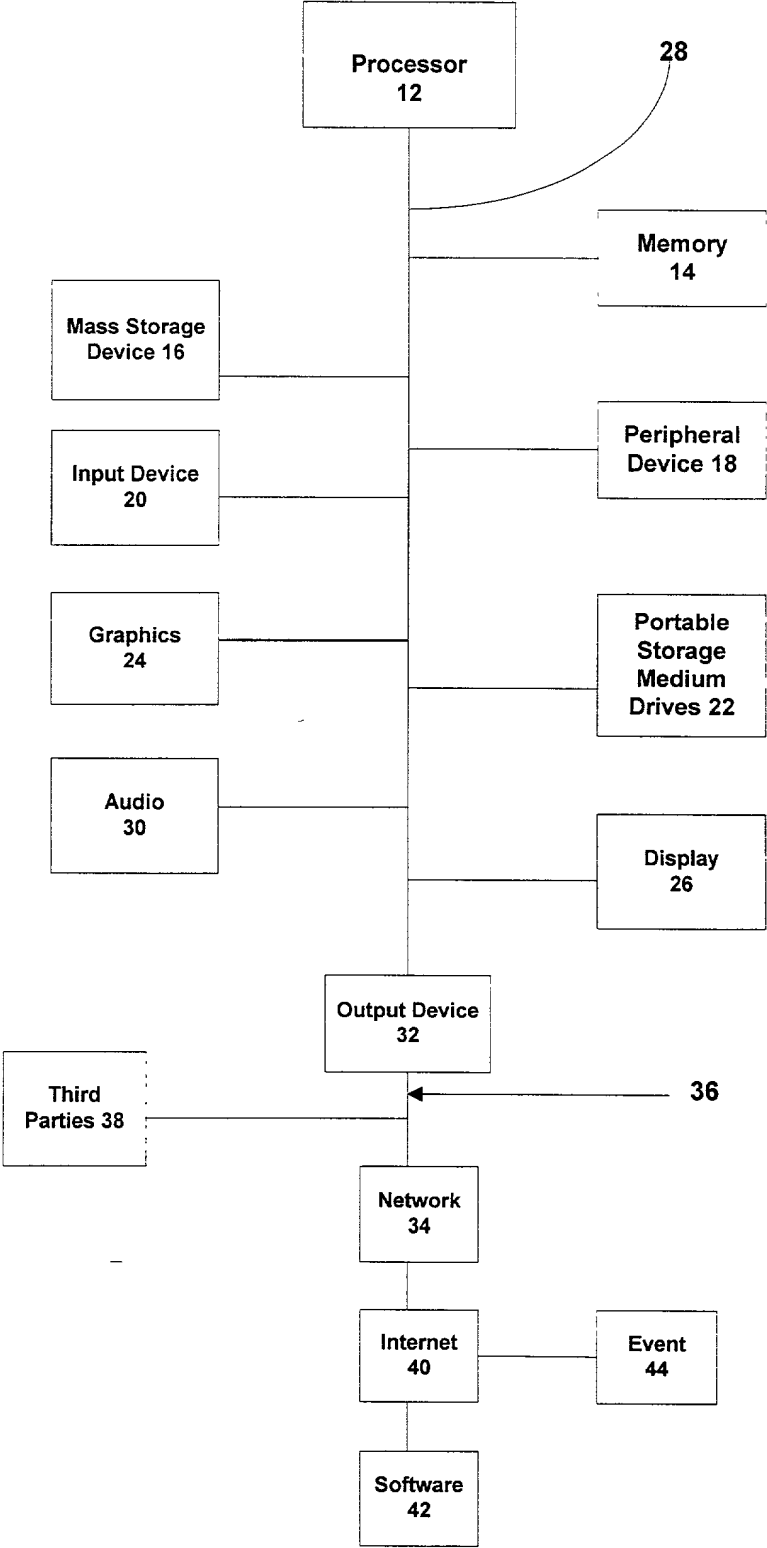 Processor
12
28
Memory
14
Mass Storage
Device 16
Peripheral
Device 18
Input Device
20
Graphics
24
Portable
Storage
Medium
Drives 22
Audio
30
Display
26
Output Device
32
Third
Parties 38
36
Network
34
Internet
40
Event
44
Software
42